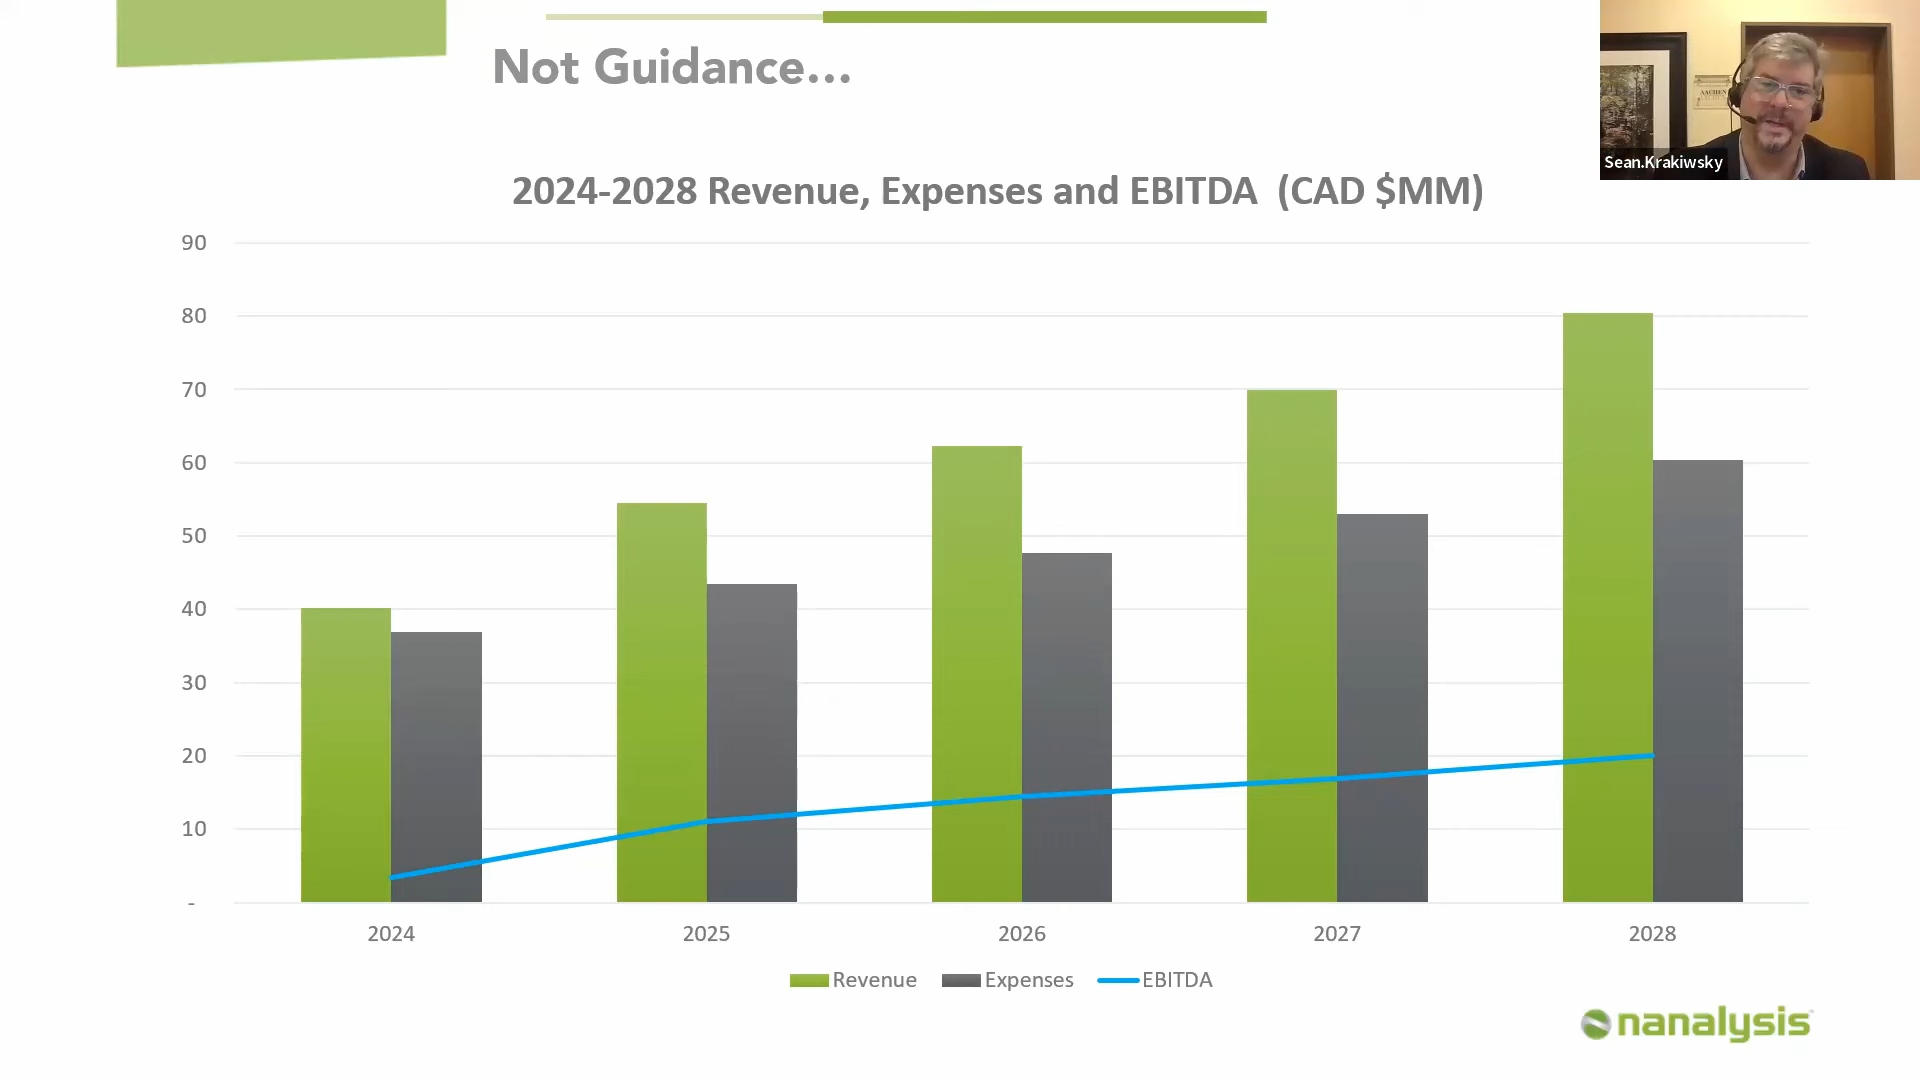 Not Guidance...
AACHEN
Sean.Krakiwsky
2024-2028 Revenue, Expenses and EBITDA (CAD $MM)
90
80
70
60
50
40
30
20
10
-
2024 2025 2026 2027 2028
Revenue Expenses EBITDA
nanalysis